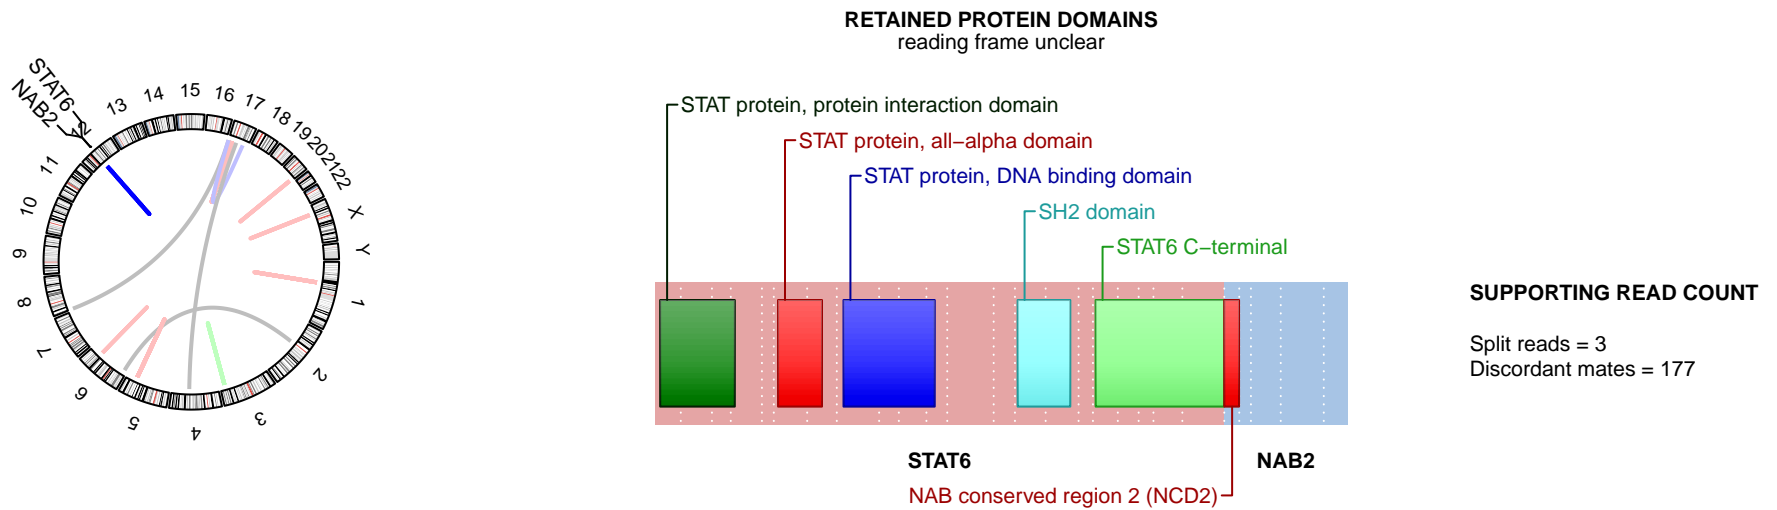 RETAINED PROTEIN DOMAINS
reading frame unclear
STAT6
NAB2
11
12
13
14
15
16
17
18
19
20
21
22
X
Y
1
2
3
4
5
6
7
8
9
10
STAT protein, protein interaction domain
STAT protein, all−alpha domain
STAT protein, DNA binding domain
SH2 domain
STAT6 C−terminal
STAT6
NAB2
NAB conserved region 2 (NCD2)
SUPPORTING READ COUNT
Split reads = 3
Discordant mates = 177